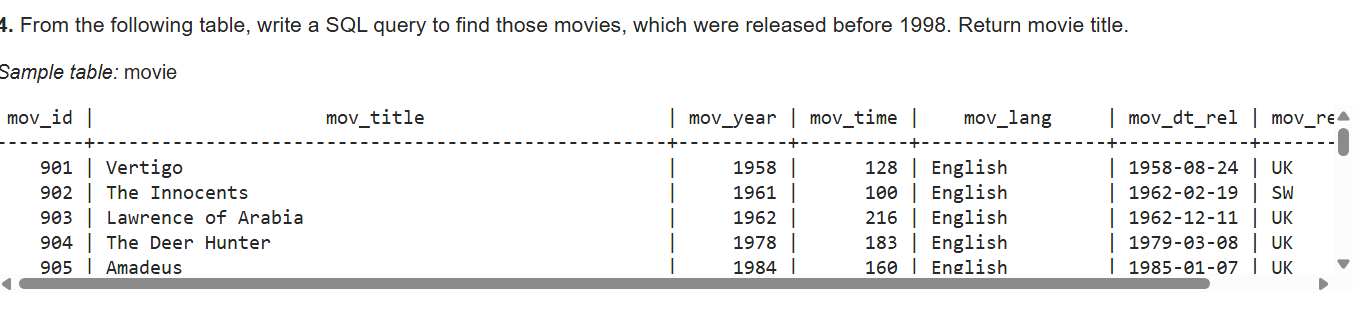 4. From the following table, write a SQL query to find those movies, which were released before 1998. Return movie title.
Sample table: movie
mov_id | mov_title | mov_year | mov_time | mov_lang | mov_dt_rel | mov_re
--------+----------------------------------------------------+----------+----------+-----------------+------------+-------
901 | Vertigo | 1958 | 128 | English | 1958-08-24 | UK
902 | The Innocents | 1961 | 100 | English | 1962-02-19 | SW
903 | Lawrence of Arabia | 1962 | 216 | English | 1962-12-11 | UK
904 | The Deer Hunter | 1978 | 183 | English | 1979-03-08 | UK
905 | Amadeus | 1984 | 160 | English | 1985-01-07 | UK